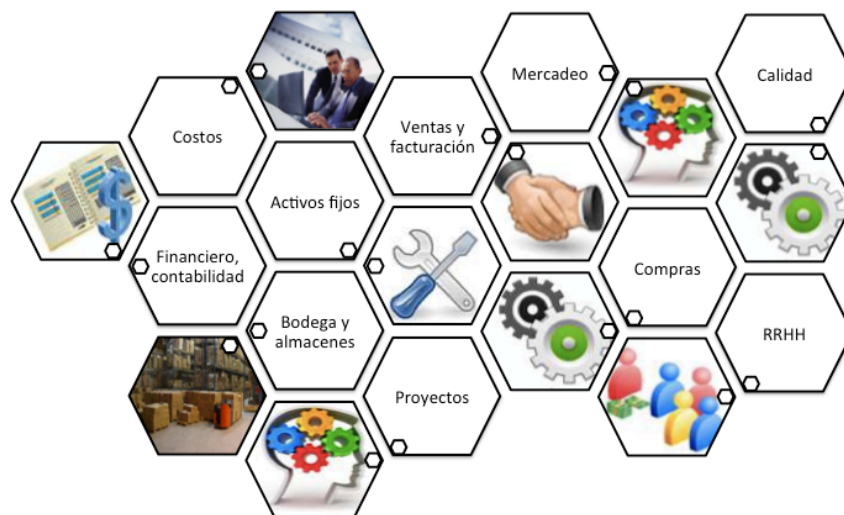 Mercadeo
Calidad
Costos
Ventas y
facturación
Activos fijos
Financiero,
contabilidad
Compras
Bodega y
almacenes
RRHH
Proyectos